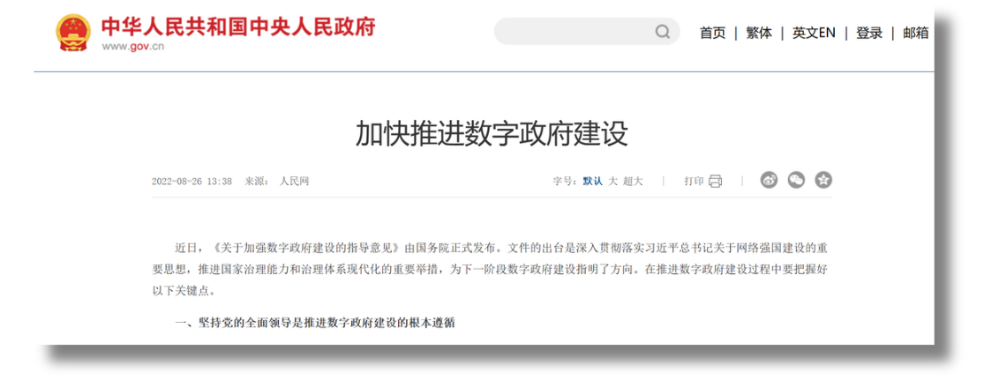 中华人民共和国中央人民政府
www.gov.cn
首页 | 繁体 | 英文EN | 登录 | 邮箱
加快推进数字政府建设
2022-08-26 13:38 来源： 人民网
字号：默认 大 超大 | 打印 |
近日，《关于加强数字政府建设的指导意见》由国务院正式发布。文件的出台是深入贯彻落实习近平总书记关于网络强国建设的重
要思想，推进国家治理能力和治理体系现代化的重要举措，为下一阶段数字政府建设指明了方向。在推进数字政府建设过程中要把握好
以下关键点。
一、坚持党的全面领导是推进数字政府建设的根本遵循